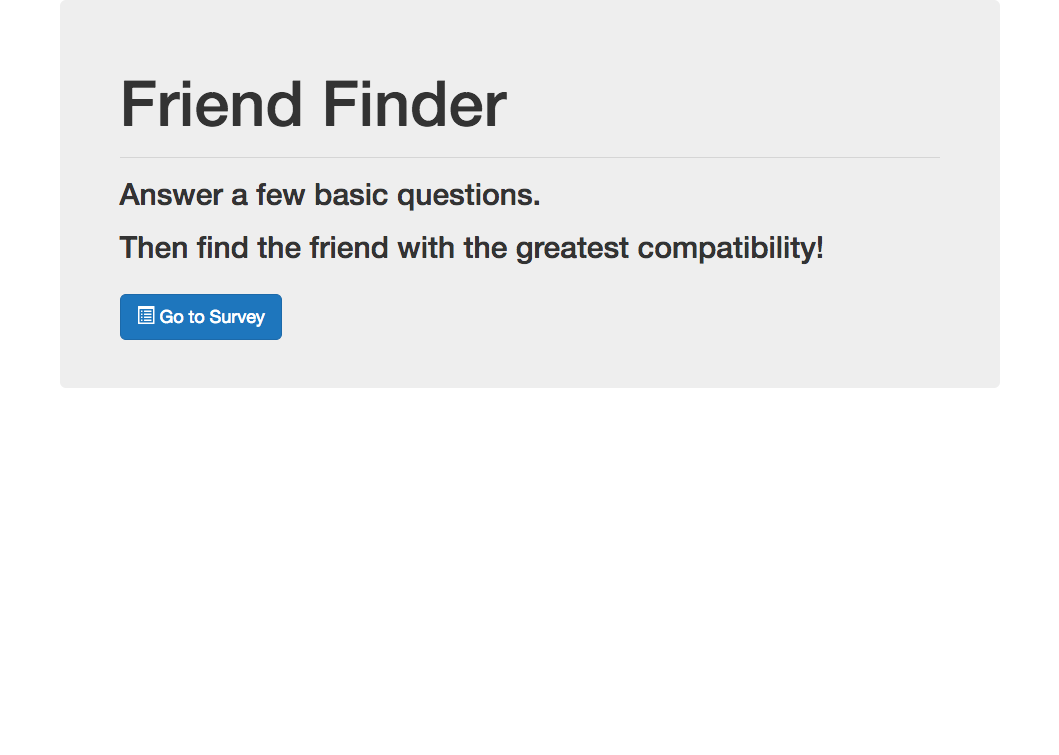 Friend Finder
Answer a few basic questions.
Then find the friend with the greatest compatibility!
Go to Survey